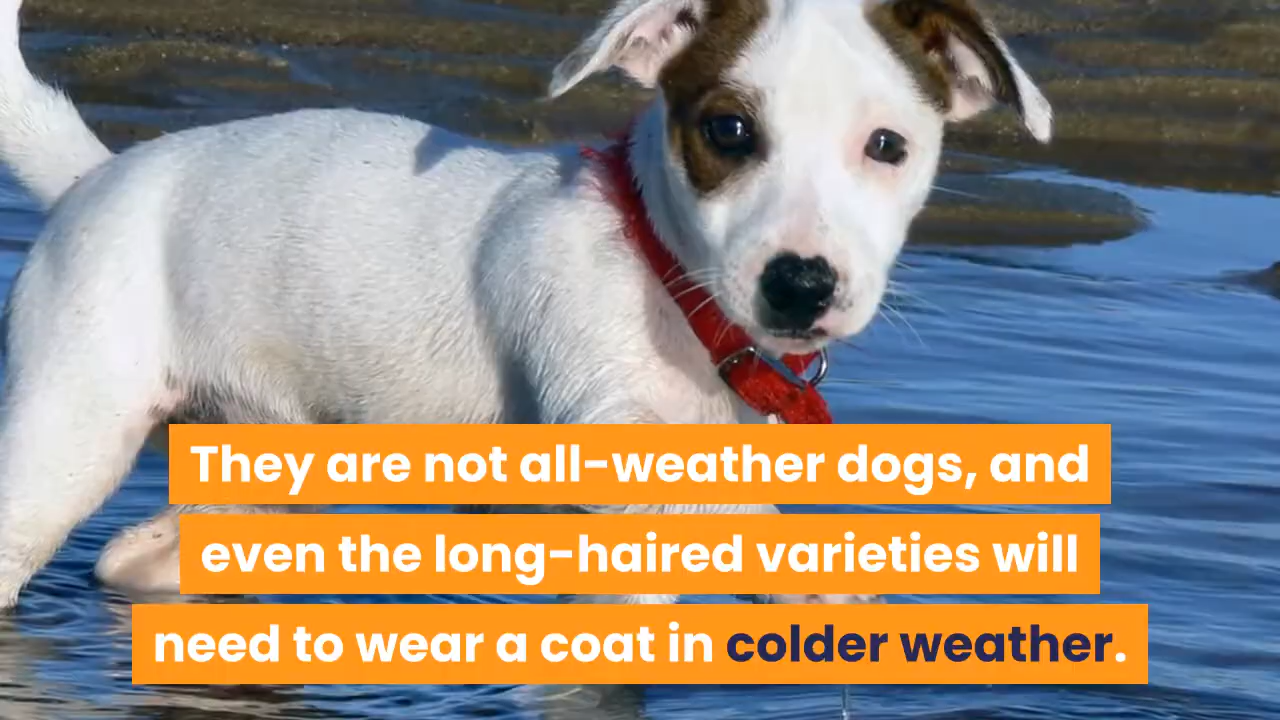 They are not all-weather dogs, and
even the long-haired varieties will
need to wear a coat in colder weather.